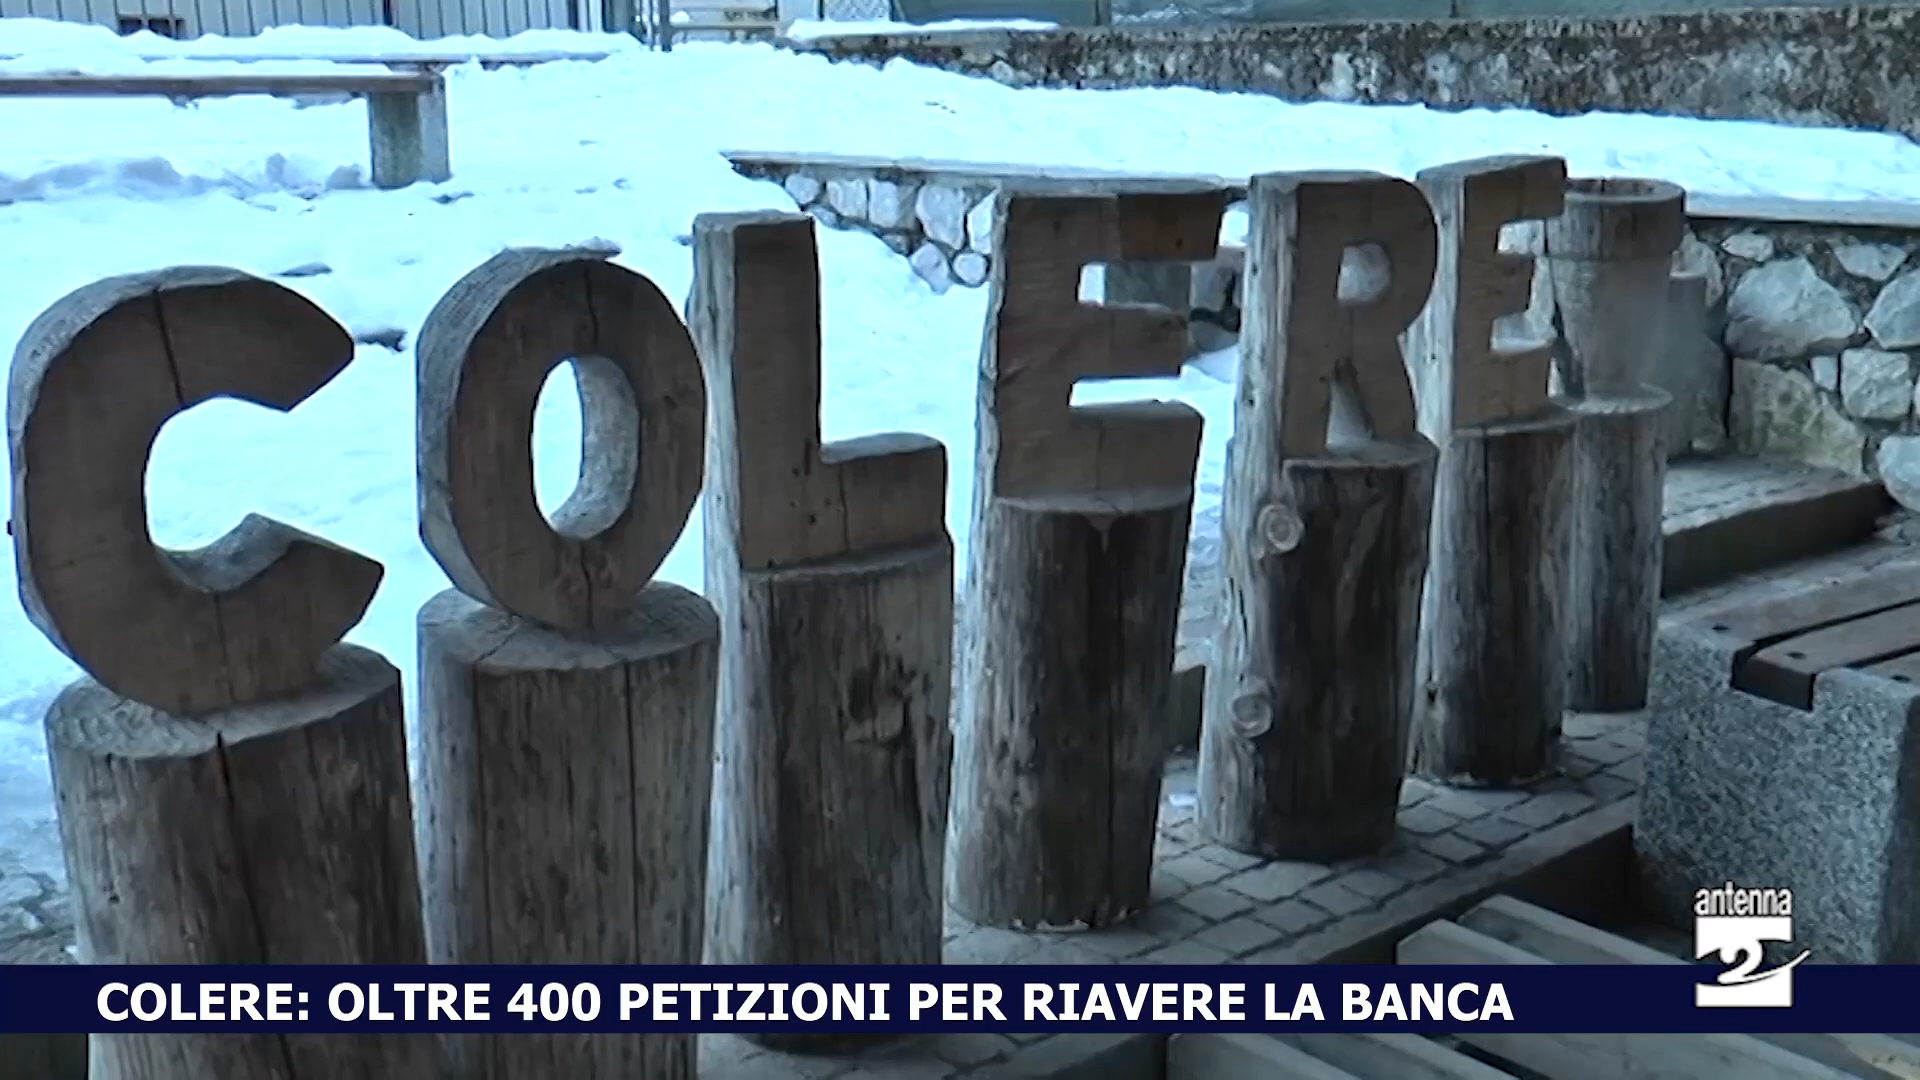 COLERE
antenna
2
COLERE: OLTRE 400 PETIZIONI PER RIAVERE LA BANCA